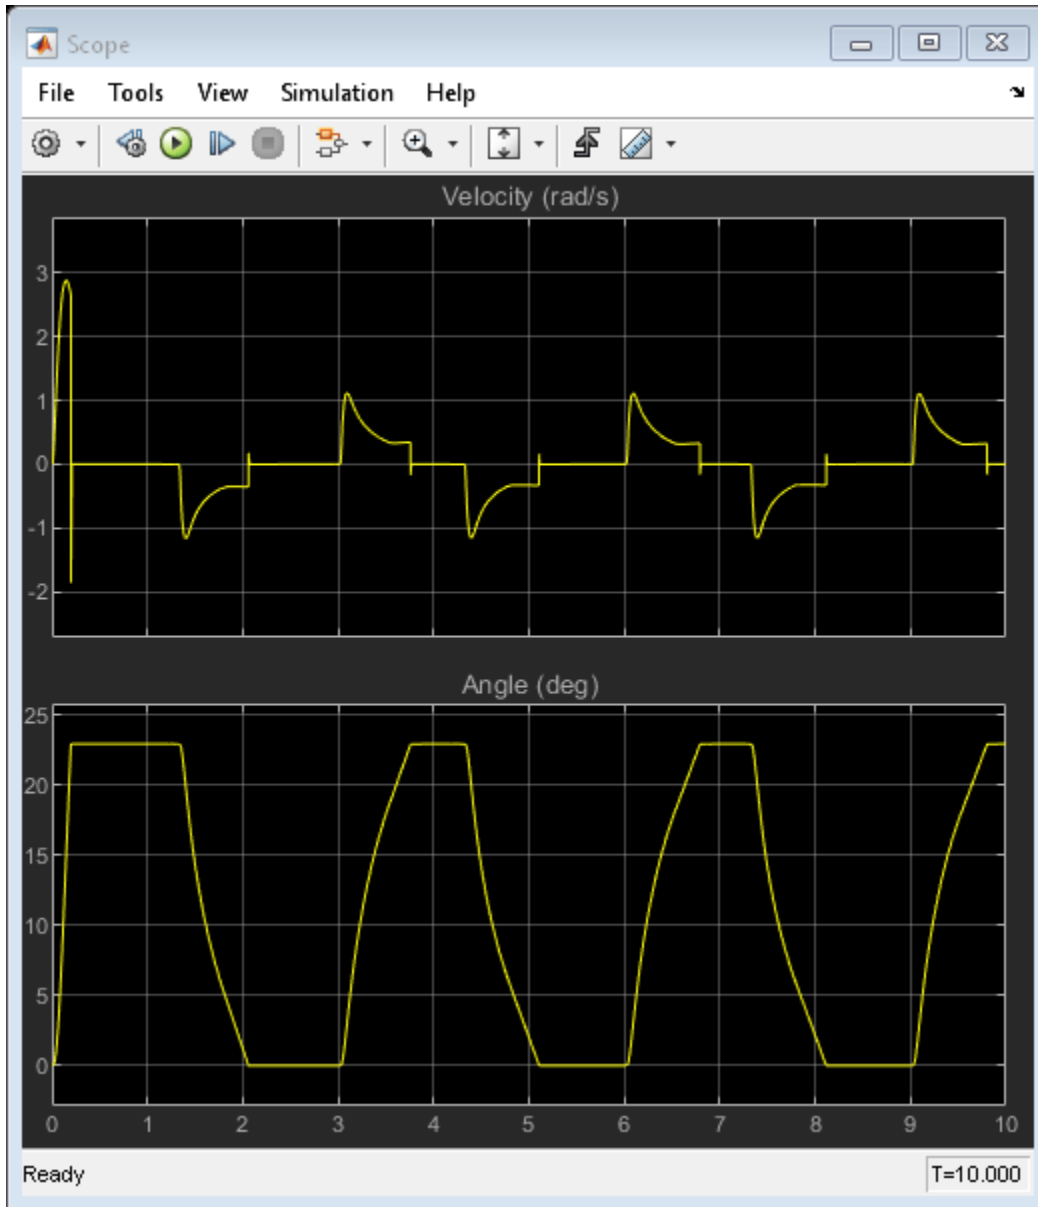 Scope
File Tools View Simulation Help
Velocity (rad/s)
3
2
1
0
-1
-2
Angle (deg)
25
20
15
10
5
0
0 1 2 3 4 5 6 7 8 9 10
Ready T=10.000